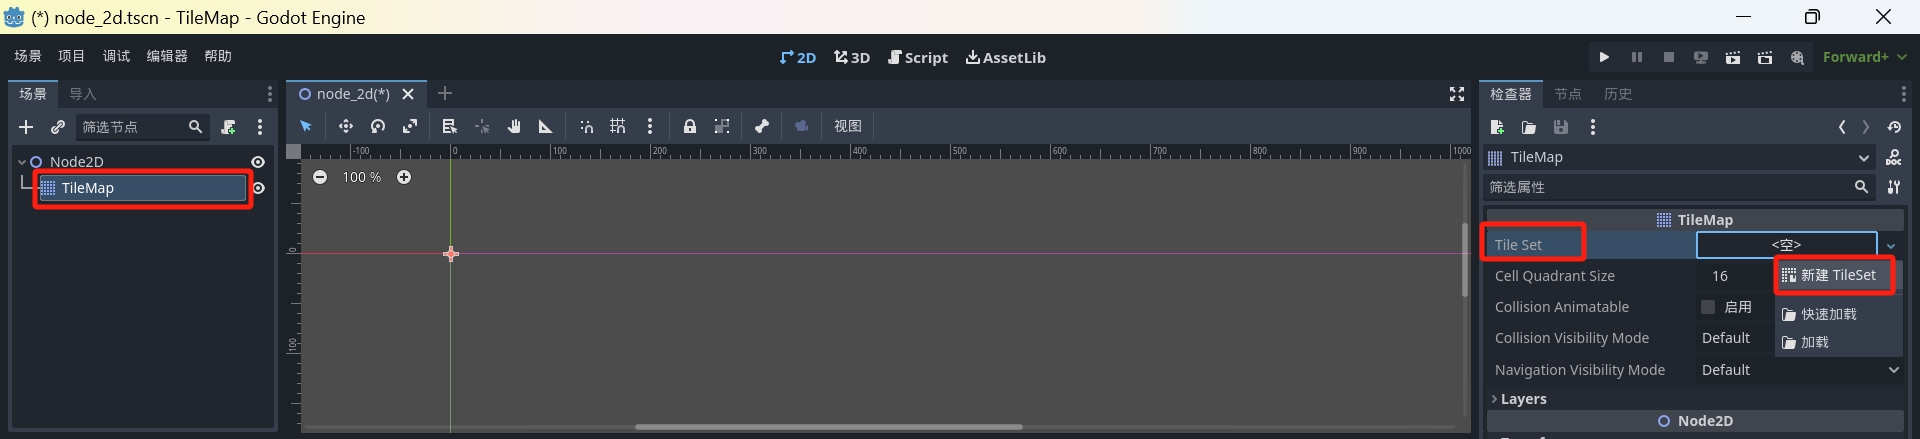 (*) node_2d.tscn - TileMap - Godot Engine
场景 项目 调试 编辑器 帮助
2D 3D Script AssetLib
Forward+
场景 导入
筛选节点
Node2D
TileMap
node_2d(*)
视图
-100 0 100 200 300 400 500 600 700 800 900 1000
100 %
0
100
检查器 节点 历史
TileMap
DOC
筛选属性
TileMap
Tile Set <空>
新建 TileSet
快速加载
加载
Cell Quadrant Size 16
Collision Animatable 启用
Collision Visibility Mode Default
Navigation Visibility Mode Default
Layers
Node2D